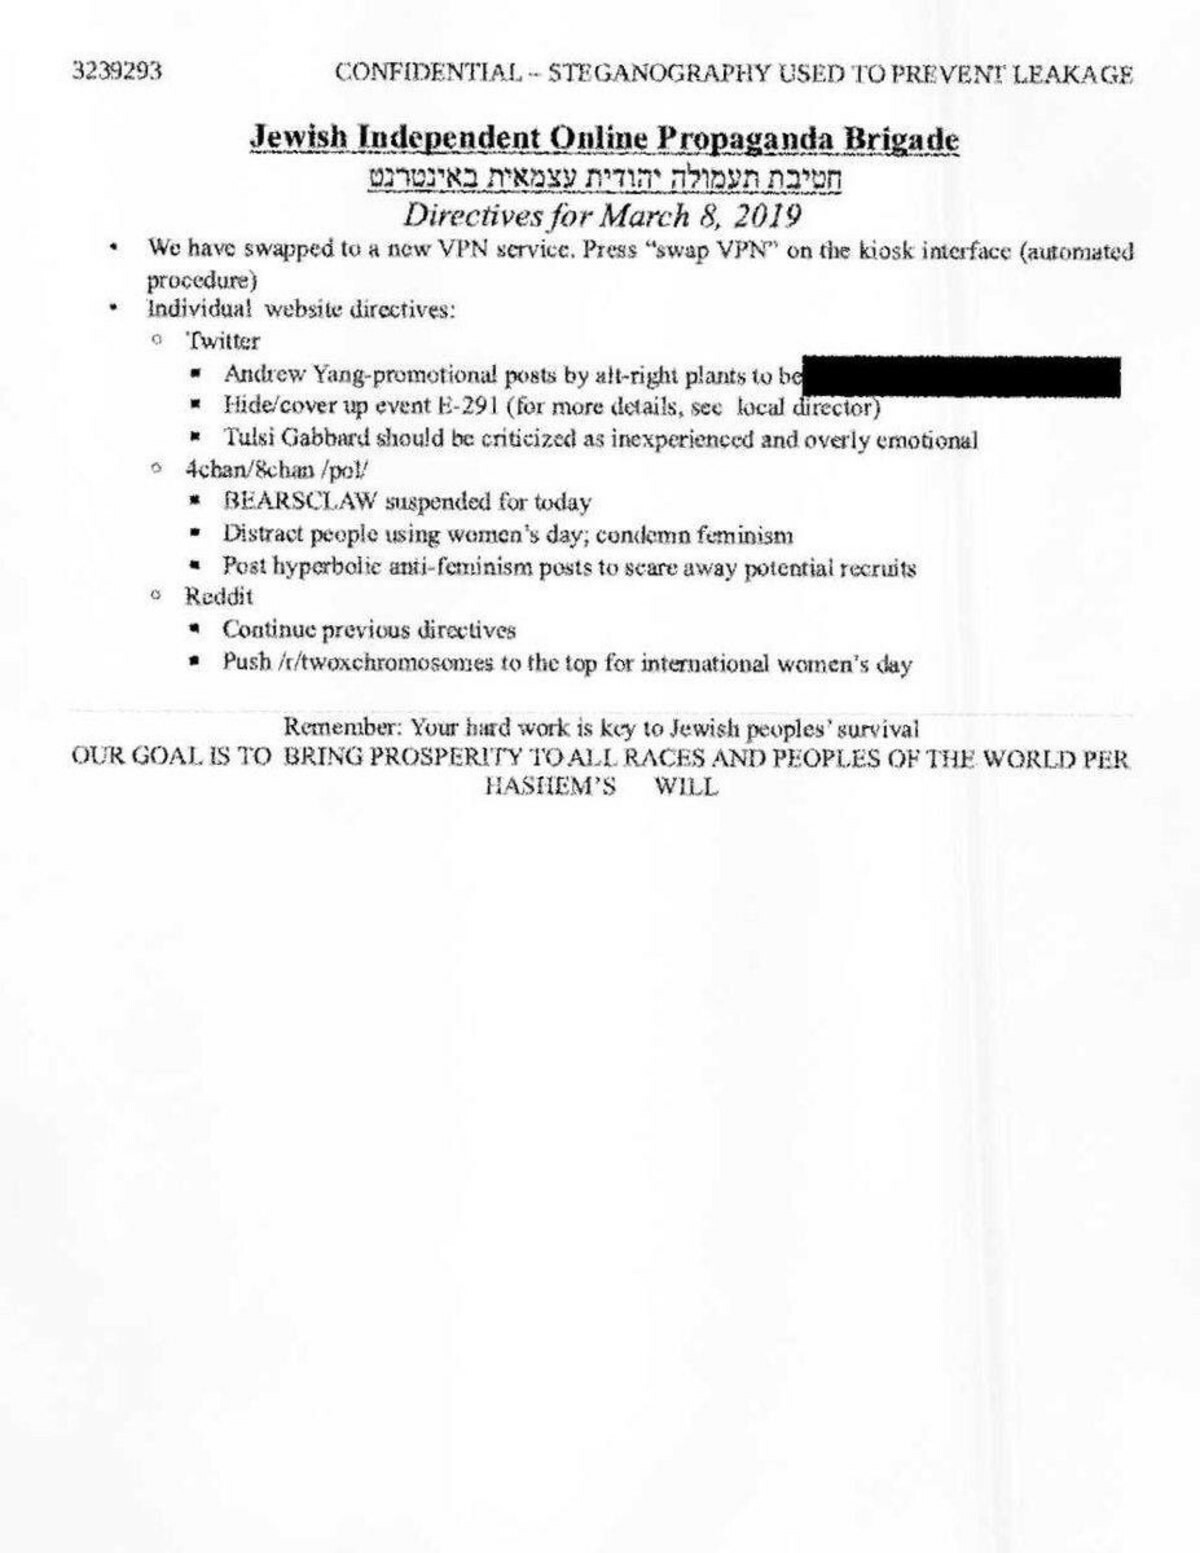 3239293 CONFIDENTIAL – STEGANOGRAPHY USED TO PREVENT LEAKAGE
Jewish Independent Online Propaganda Brigade
חטיבת תעמולה יהודית עצמאית באינטרנט
Directives for March 8, 2019
• We have swapped to a new VPN service. Press “swap VPN” on the kiosk interface (automated
procedure)
• Individual website directives:
○ Twitter
▪ Andrew Yang-promotional posts by alt-right plants to be
▪ Hide/cover up event E-291 (for more details, see local director)
▪ Tulsi Gabbard should be criticized as inexperienced and overly emotional
○ 4chan/8chan /pol/
▪ BEARSCLAW suspended for today
▪ Distract people using women’s day; condemn feminism
▪ Post hyperbolic anti-feminism posts to scare away potential recruits
○ Reddit
▪ Continue previous directives
▪ Push /r/twoxchromosomes to the top for international women’s day
Remember: Your hard work is key to Jewish peoples’ survival
OUR GOAL IS TO BRING PROSPERITY TO ALL RACES AND PEOPLES OF THE WORLD PER
HASHEM’S WILL